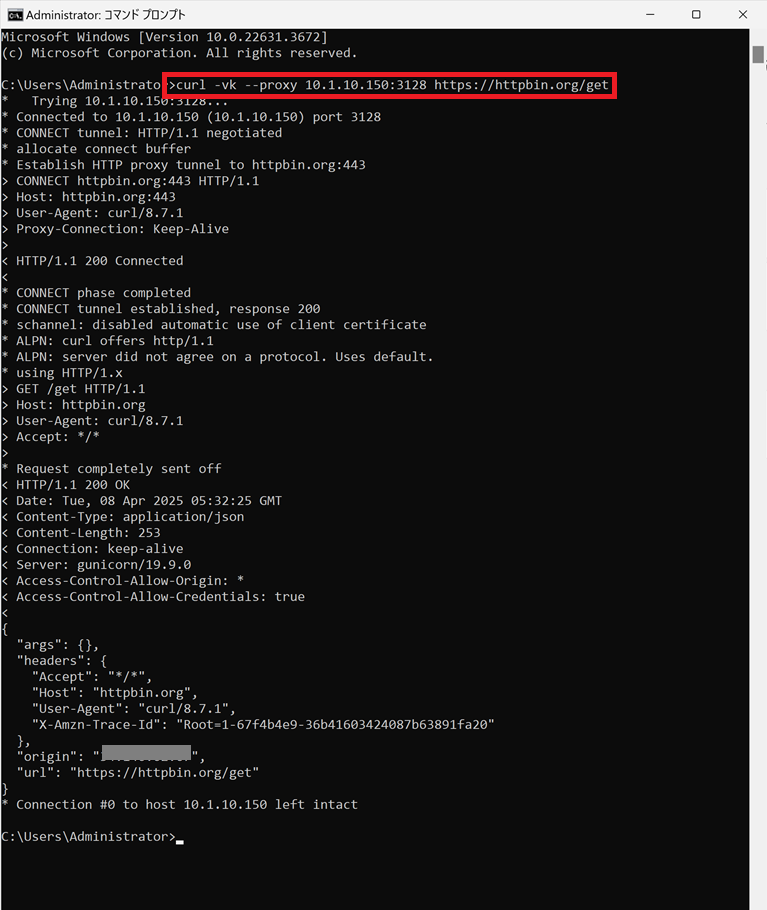 Administrator: コマンド プロンプト
Microsoft Windows [Version 10.0.22631.3672]
(c) Microsoft Corporation. All rights reserved.
C:\Users\Administrator>curl -vk --proxy 10.1.10.150:3128 https://httpbin.org/get
*   Trying 10.1.10.150:3128...
* Connected to 10.1.10.150 (10.1.10.150) port 3128
* CONNECT tunnel: HTTP/1.1 negotiated
* allocate connect buffer
* Establish HTTP proxy tunnel to httpbin.org:443
> CONNECT httpbin.org:443 HTTP/1.1
> Host: httpbin.org:443
> User-Agent: curl/8.7.1
> Proxy-Connection: Keep-Alive
>
< HTTP/1.1 200 Connected
<
* CONNECT phase completed
* CONNECT tunnel established, response 200
* schannel: disabled automatic use of client certificate
* ALPN: curl offers http/1.1
* ALPN: server did not agree on a protocol. Uses default.
* using HTTP/1.x
> GET /get HTTP/1.1
> Host: httpbin.org
> User-Agent: curl/8.7.1
> Accept: */*
>
* Request completely sent off
< HTTP/1.1 200 OK
< Date: Tue, 08 Apr 2025 05:32:25 GMT
< Content-Type: application/json
< Content-Length: 253
< Connection: keep-alive
< Server: gunicorn/19.9.0
< Access-Control-Allow-Origin: *
< Access-Control-Allow-Credentials: true
<
{
  "args": {},
  "headers": {
    "Accept": "*/*",
    "Host": "httpbin.org",
    "User-Agent": "curl/8.7.1",
    "X-Amzn-Trace-Id": "Root=1-67f4b4e9-36b41603424087b63891fa20"
  },
  "origin": "",
  "url": "https://httpbin.org/get"
}
* Connection #0 to host 10.1.10.150 left intact
C:\Users\Administrator>